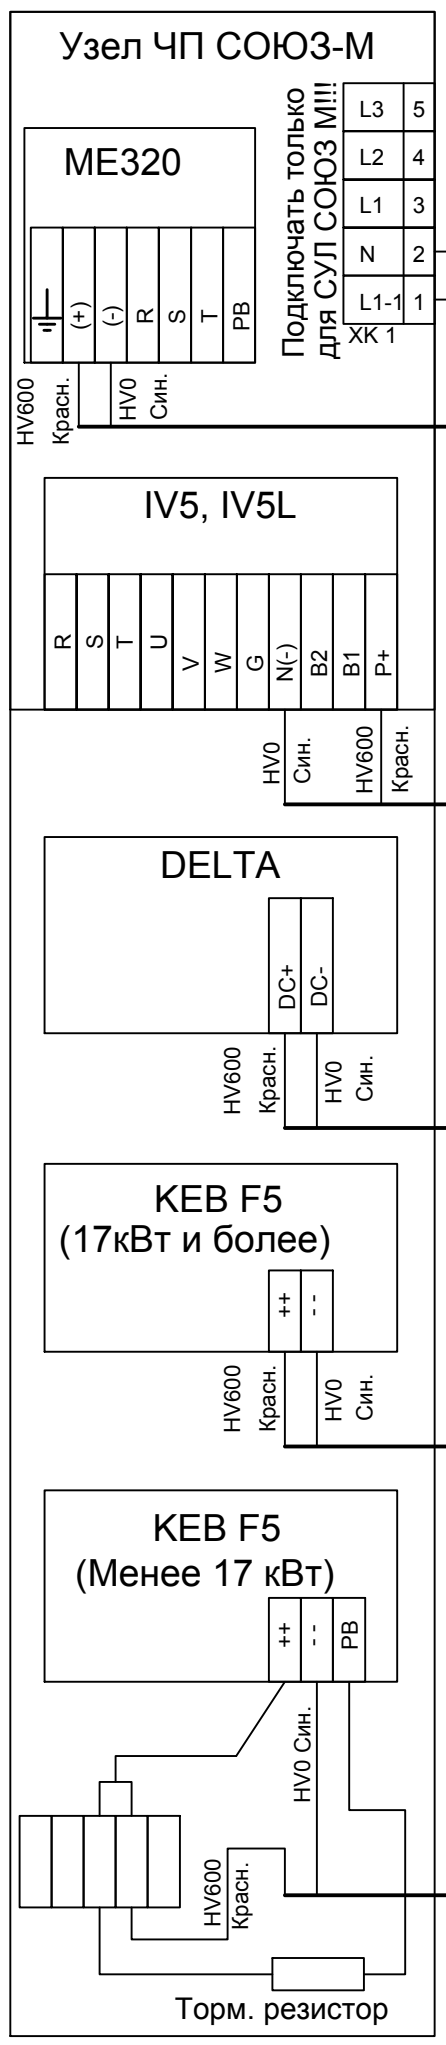 Узел ЧП СОЮЗ-М
ME320
(+)
(-)
R
S
T
PB
HV600
Красн.
HV0
Син.
Подключать только
для СУЛ СОЮЗ М!!!
L3 5
L2 4
L1 3
N 2
L1-1 1
XK 1
IV5, IV5L
R
S
T
U
V
W
G
N(-)
B2
B1
P+
HV0
Син.
HV600
Красн.
DELTA
DC+
DC-
HV600
Красн.
HV0
Син.
KEB F5
(17кВт и более)
++
--
HV600
Красн.
HV0
Син.
KEB F5
(Менее 17 кВт)
++
--
PB
HV0 Син.
HV600
Красн.
Торм. резистор